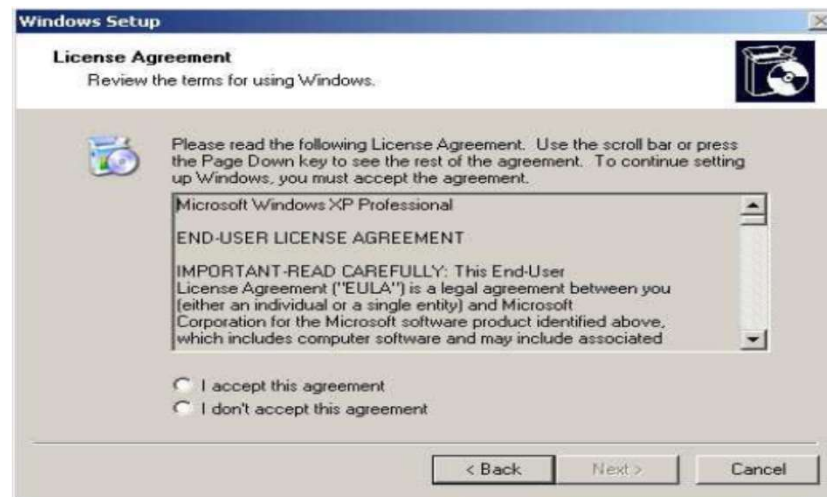 Windows Setup
License Agreement
Review the terms for using Windows.
Please read the following License Agreement.  Use the scroll bar or press
the Page Down key to see the rest of the agreement.  To continue setting
up Windows, you must accept the agreement.
Microsoft Windows XP Professional
END-USER LICENSE AGREEMENT
IMPORTANT-READ CAREFULLY: This End-User
License Agreement ("EULA") is a legal agreement between you
(either an individual or a single entity) and Microsoft
Corporation for the Microsoft software product identified above,
which includes computer software and may include associated
I accept this agreement
I don't accept this agreement
< Back
Next >
Cancel